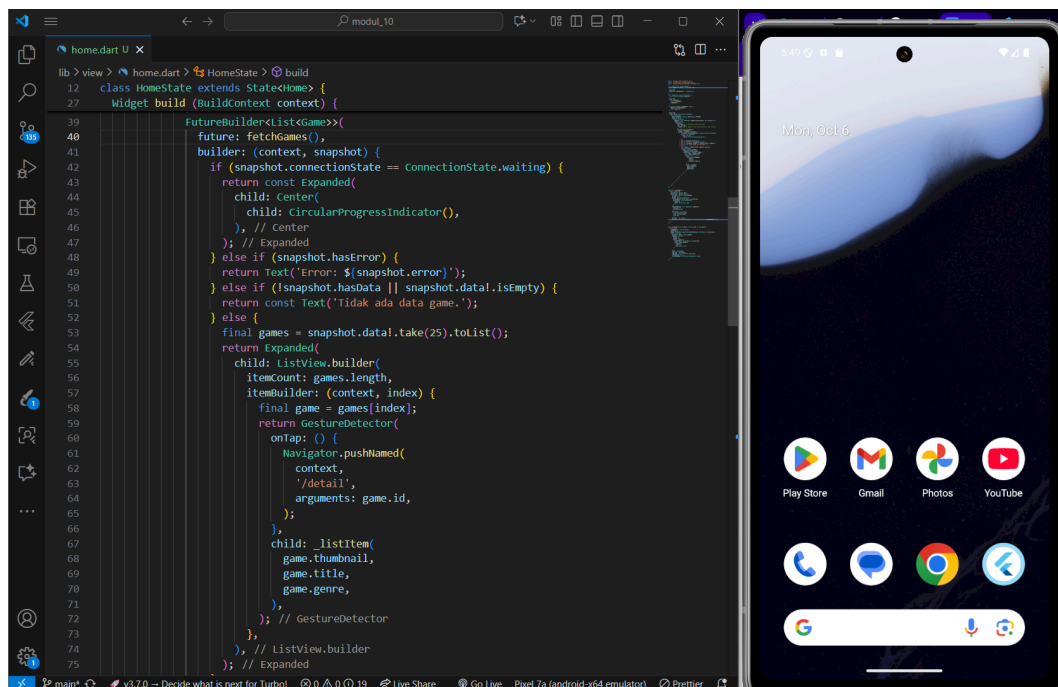 modul_10
home.dart U
lib > view > home.dart > HomeState > build
12 class HomeState extends State<Home> {
27 Widget build (BuildContext context) {
39 FutureBuilder<List<Game>>(
40 future: fetchGames(),
41 builder: (context, snapshot) {
42 if (snapshot.connectionState == ConnectionState.waiting) {
43 return const Expanded(
44 child: Center(
45 child: CircularProgressIndicator(),
46 ), // Center
47 ); // Expanded
48 } else if (snapshot.hasError) {
49 return Text('Error: ${snapshot.error}');
50 } else if (!snapshot.hasData || snapshot.data!.isEmpty) {
51 return const Text('Tidak ada data game.');
52 } else {
53 final games = snapshot.data!.take(25).toList();
54 return Expanded(
55 child: ListView.builder(
56 itemCount: games.length,
57 itemBuilder: (context, index) {
58 final game = games[index];
59 return GestureDetector(
60 onTap: () {
61 Navigator.pushNamed(
62 context,
63 '/detail',
64 arguments: game.id,
65 );
66 },
67 child: _listItem(
68 game.thumbnail,
69 game.title,
70 game.genre,
71 ),
72 ); // GestureDetector
73 },
74 ), // ListView.builder
75 ); // Expanded
135
1
1
main* v3.7.0 → Decide what is next for Turbo! 0 0 19 Live Share Go Live Pixel 7a (android-x64 emulator) Prettier
5:49
Mon, Oct 6
Play Store Gmail Photos YouTube